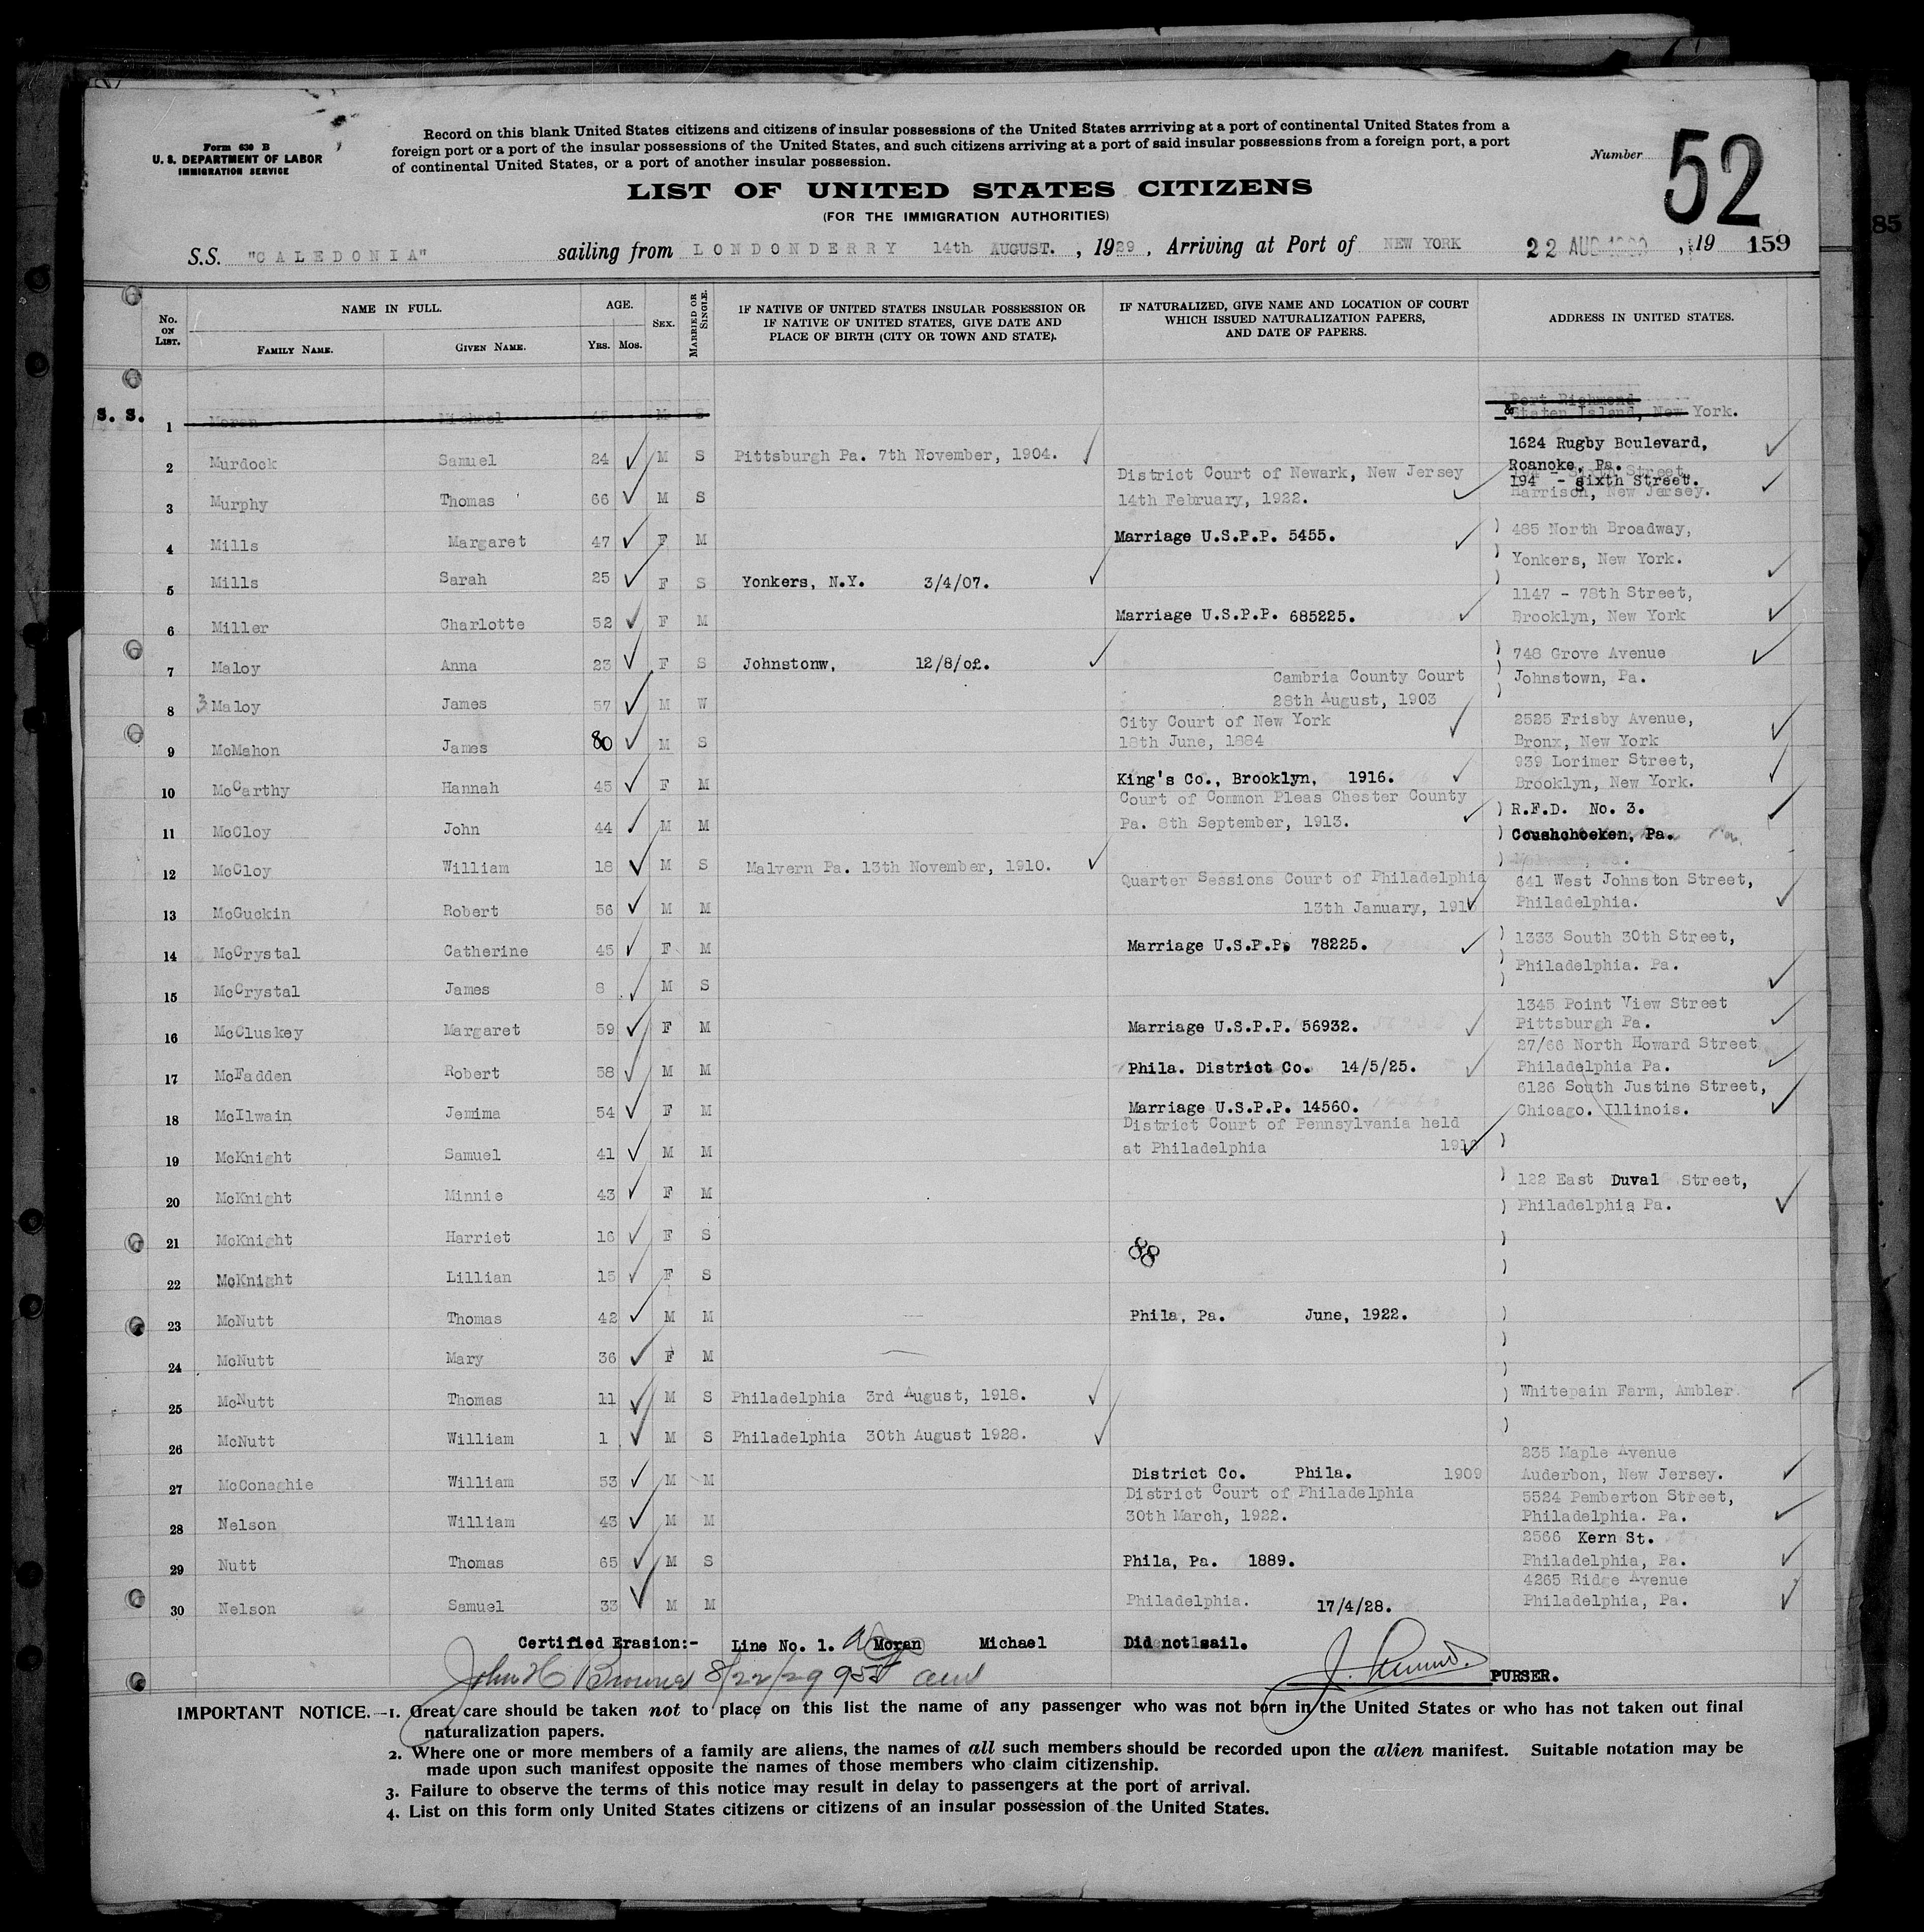 Form 630 B
U. S. DEPARTMENT OF LABOR
IMMIGRATION SERVICE
Record on this blank United States citizens and citizens of insular possessions of the United States arrriving at a port of continental United States from a
foreign port or a port of the insular possessions of the United States, and such citizens arriving at a port of said insular possessions from a foreign port, a port
of continental United States, or a port of another insular possession.
Number 52
LIST OF UNITED STATES CITIZENS
(FOR THE IMMIGRATION AUTHORITIES)
S.S. "CALEDONIA" sailing from LONDONDERRY 14th AUGUST. , 1929 , Arriving at Port of NEW YORK 22 AUG , 19 159
85
No. ON LIST.
NAME IN FULL.
FAMILY NAME. GIVEN NAME.
AGE.
YRS. MOS.
SEX.
MARRIED OR SINGLE.
IF NATIVE OF UNITED STATES INSULAR POSSESSION OR
IF NATIVE OF UNITED STATES, GIVE DATE AND
PLACE OF BIRTH (CITY OR TOWN AND STATE).
IF NATURALIZED, GIVE NAME AND LOCATION OF COURT
WHICH ISSUED NATURALIZATION PAPERS,
AND DATE OF PAPERS.
ADDRESS IN UNITED STATES.
Port Richmond
S. S. 1 Moran Michael M S Staten Island, New York.
1624 Rugby Boulevard,
2 Murdock Samuel 24 M S Pittsburgh Pa. 7th November, 1904. Roanoke, Pa.
District Court of Newark, New Jersey 194 - Sixth Street.
3 Murphy Thomas 66 M S 14th February, 1922. Harrison, New Jersey.
4 Mills Margaret 47 F M Marriage U.S.P.P. 5455. 485 North Broadway,
Yonkers, New York.
5 Mills Sarah 25 F S Yonkers, N.Y. 3/4/07.
1147 - 78th Street,
6 Miller Charlotte 52 F M Marriage U.S.P.P. 685225. Brooklyn, New York
7 Maloy Anna 23 F S Johnstonw, 12/8/o2. 748 Grove Avenue
Cambria County Court Johnstown, Pa.
8 3 Maloy James 57 M W 28th August, 1903
City Court of New York 2525 Frisby Avenue,
9 McMahon James 80 M S 18th June, 1884 Bronx, New York
939 Lorimer Street,
10 McCarthy Hannah 45 F M King's Co., Brooklyn, 1916. Brooklyn, New York.
Court of Common Pleas Chester County R.F.D. No. 3.
11 McCloy John 44 M M Pa. 8th September, 1913. Coushchocken, Pa.
12 McCloy William 18 M S Malvern Pa. 13th November, 1910.
Quarter Sessions Court of Philadelphia 641 West Johnston Street,
13 McGuckin Robert 56 M M 13th January, Philadelphia.
14 McCrystal Catherine 45 F M Marriage U.S.P.P. 78225. 1333 South 30th Street,
Philadelphia. Pa.
15 McCrystal James 8 M S
1345 Point View Street
16 McCluskey Margaret 59 F M Marriage U.S.P.P. 56932. Pittsburgh Pa.
27/66 North Howard Street
17 McFadden Robert 58 M M Phila. District Co. 14/5/25. Philadelphia Pa.
6126 South Justine Street,
18 McIlwain Jemima 54 F M Marriage U.S.P.P. 14560. Chicago. Illinois.
District Court of Pennsylvania held
19 McKnight Samuel 41 M M at Philadelphia
122 East Duval Street,
20 McKnight Minnie 43 F M Philadelphia Pa.
21 McKnight Harriet 16 F S
22 McKnight Lillian 15 F S
23 McNutt Thomas 42 M M Phila, Pa. June, 1922.
24 McNutt Mary 36 F M
25 McNutt Thomas 11 M S Philadelphia 3rd August, 1918. Whitepain Farm, Ambler.
26 McNutt William 1 M S Philadelphia 30th August 1928.
235 Maple Avenue
27 McConaghie William 53 M M District Co. Phila. 1909 Auderbon, New Jersey.
District Court of Philadelphia 5524 Pemberton Street,
28 Nelson William 43 M M 30th March, 1922. Philadelphia. Pa.
2566 Kern St.
29 Nutt Thomas 65 M S Phila, Pa. 1889. Philadelphia, Pa.
4265 Ridge Avenue
30 Nelson Samuel 33 M M Philadelphia. 17/4/28. Philadelphia, Pa.
Certified Erasion:- Line No. 1. Moran Michael Did not sail.
John H Browne 8/22/29 PURSER.
IMPORTANT NOTICE.—1. Great care should be taken not to place on this list the name of any passenger who was not born in the United States or who has not taken out final
naturalization papers.
2. Where one or more members of a family are aliens, the names of all such members should be recorded upon the alien manifest. Suitable notation may be
made upon such manifest opposite the names of those members who claim citizenship.
3. Failure to observe the terms of this notice may result in delay to passengers at the port of arrival.
4. List on this form only United States citizens or citizens of an insular possession of the United States.